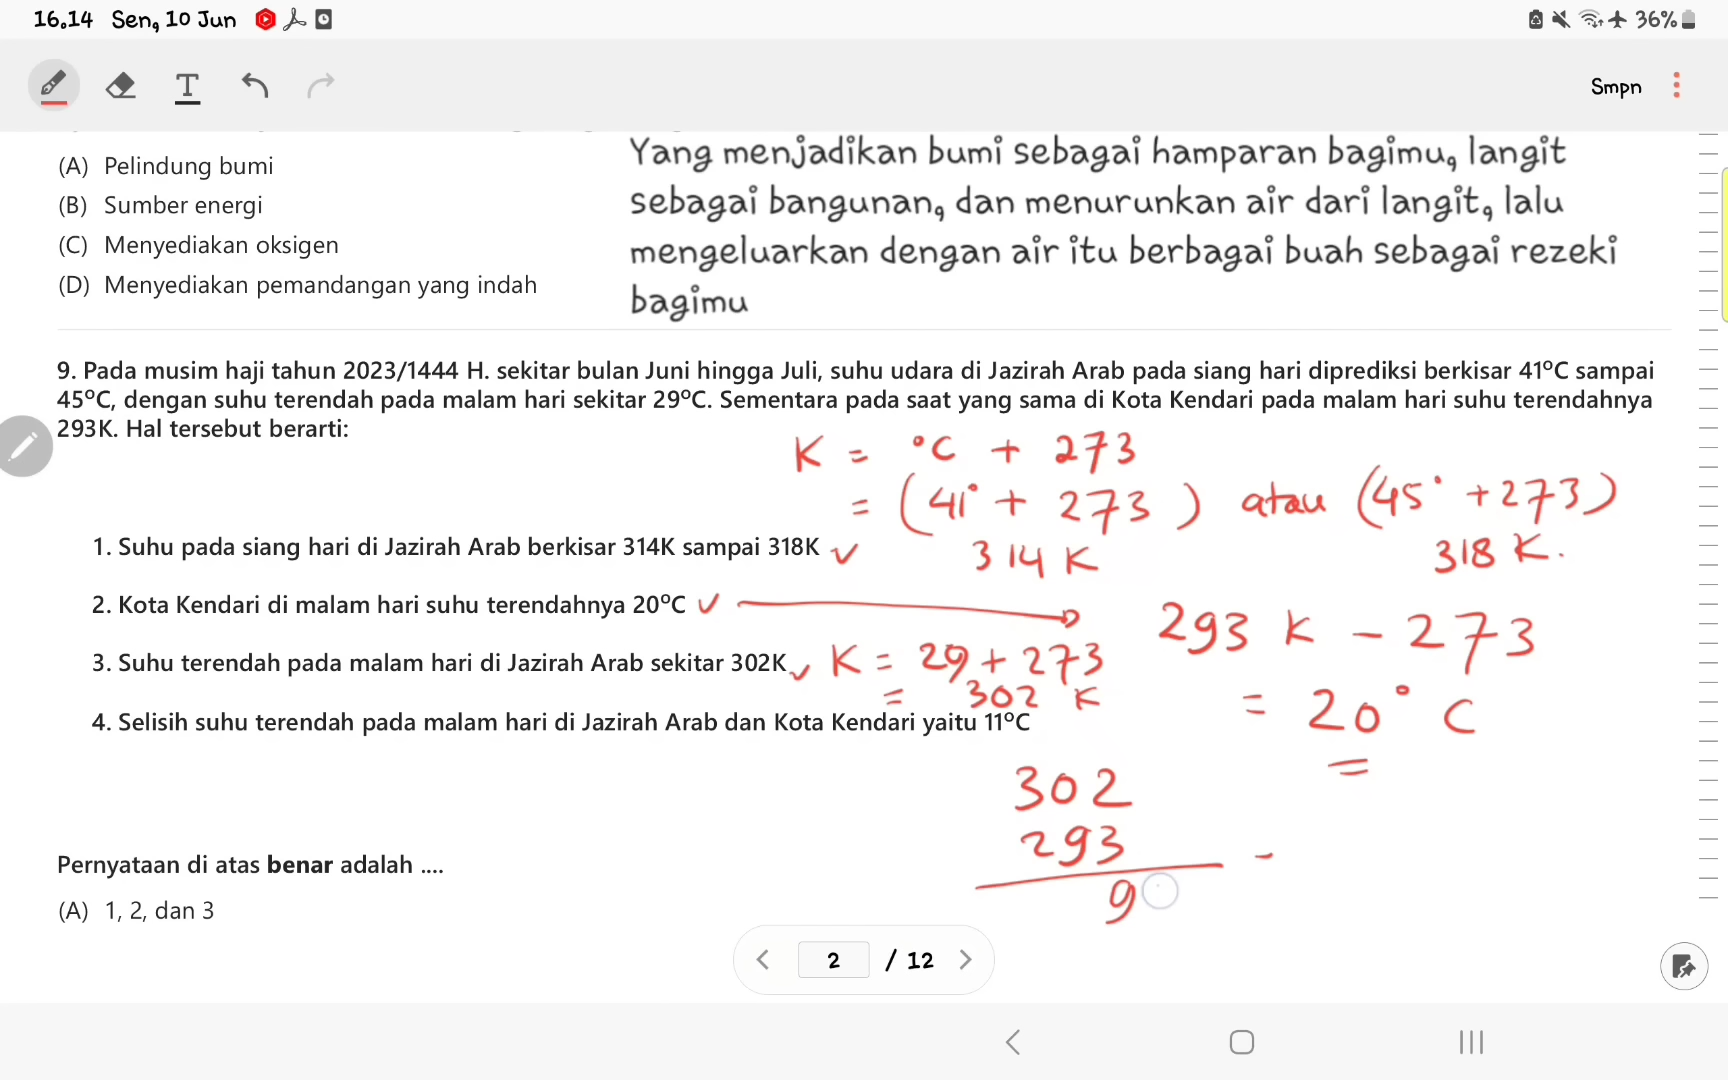 16.14 Sen, 10 Jun
36%
T
Smpn
(A) Pelindung bumi
(B) Sumber energi
(C) Menyediakan oksigen
(D) Menyediakan pemandangan yang indah
Yang menjadikan bumi sebagai hamparan bagimu, langit
sebagai bangunan, dan menurunkan air dari langit, lalu
mengeluarkan dengan air itu berbagai buah sebagai rezeki
bagimu
9. Pada musim haji tahun 2023/1444 H. sekitar bulan Juni hingga Juli, suhu udara di Jazirah Arab pada siang hari diprediksi berkisar 41°C sampai
45°C, dengan suhu terendah pada malam hari sekitar 29°C. Sementara pada saat yang sama di Kota Kendari pada malam hari suhu terendahnya
293K. Hal tersebut berarti:
K = °C + 273
= (41° + 273) atau (45° + 273)
314 K 318 K.
1. Suhu pada siang hari di Jazirah Arab berkisar 314K sampai 318K ✓
2. Kota Kendari di malam hari suhu terendahnya 20°C ✓
293 K - 273
= 20° C
3. Suhu terendah pada malam hari di Jazirah Arab sekitar 302K ✓ K = 29 + 273
= 302 K
4. Selisih suhu terendah pada malam hari di Jazirah Arab dan Kota Kendari yaitu 11°C
302
293 -
9
Pernyataan di atas benar adalah ....
(A) 1, 2, dan 3
2 / 12